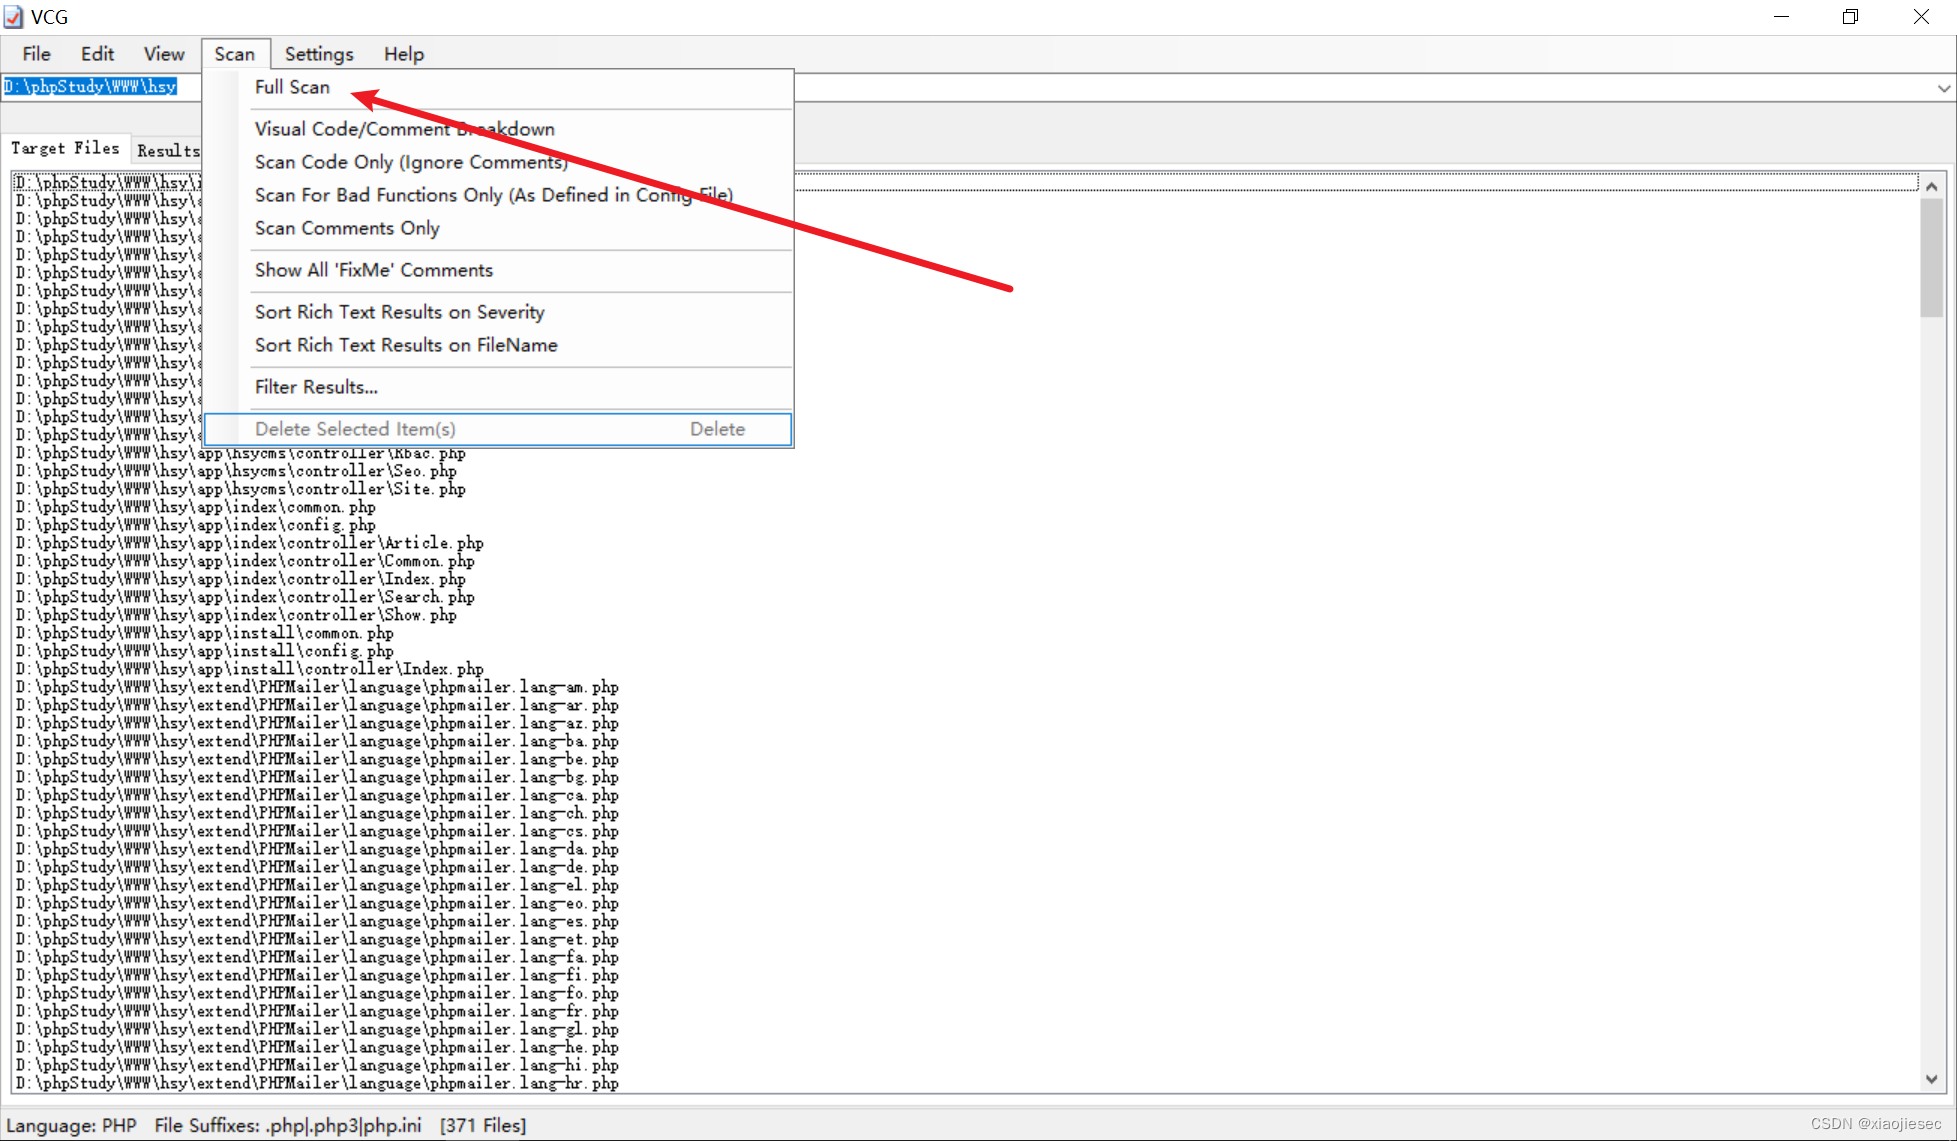 VCG
File Edit View Scan Settings Help
D:\phpStudy\WWW\hsy
Full Scan
Visual Code/Comment Breakdown
Scan Code Only (Ignore Comments)
Scan For Bad Functions Only (As Defined in Config File)
Scan Comments Only
Show All 'FixMe' Comments
Sort Rich Text Results on Severity
Sort Rich Text Results on FileName
Filter Results...
Delete Selected Item(s) Delete
Target Files Results
D:\phpStudy\WWW\hsy\i
D:\phpStudy\WWW\hsy\
D:\phpStudy\WWW\hsy\
D:\phpStudy\WWW\hsy\
D:\phpStudy\WWW\hsy\
D:\phpStudy\WWW\hsy\
D:\phpStudy\WWW\hsy\
D:\phpStudy\WWW\hsy\
D:\phpStudy\WWW\hsy\
D:\phpStudy\WWW\hsy\
D:\phpStudy\WWW\hsy\
D:\phpStudy\WWW\hsy\
D:\phpStudy\WWW\hsy\
D:\phpStudy\WWW\hsy\
D:\phpStudy\WWW\hsy\
D:\phpStudy\WWW\hsy\app\hsycms\controller\Rbac.php
D:\phpStudy\WWW\hsy\app\hsycms\controller\Seo.php
D:\phpStudy\WWW\hsy\app\hsycms\controller\Site.php
D:\phpStudy\WWW\hsy\app\index\common.php
D:\phpStudy\WWW\hsy\app\index\config.php
D:\phpStudy\WWW\hsy\app\index\controller\Article.php
D:\phpStudy\WWW\hsy\app\index\controller\Common.php
D:\phpStudy\WWW\hsy\app\index\controller\Index.php
D:\phpStudy\WWW\hsy\app\index\controller\Search.php
D:\phpStudy\WWW\hsy\app\index\controller\Show.php
D:\phpStudy\WWW\hsy\app\install\common.php
D:\phpStudy\WWW\hsy\app\install\config.php
D:\phpStudy\WWW\hsy\app\install\controller\Index.php
D:\phpStudy\WWW\hsy\extend\PHPMailer\language\phpmailer.lang-am.php
D:\phpStudy\WWW\hsy\extend\PHPMailer\language\phpmailer.lang-ar.php
D:\phpStudy\WWW\hsy\extend\PHPMailer\language\phpmailer.lang-az.php
D:\phpStudy\WWW\hsy\extend\PHPMailer\language\phpmailer.lang-ba.php
D:\phpStudy\WWW\hsy\extend\PHPMailer\language\phpmailer.lang-be.php
D:\phpStudy\WWW\hsy\extend\PHPMailer\language\phpmailer.lang-bg.php
D:\phpStudy\WWW\hsy\extend\PHPMailer\language\phpmailer.lang-ca.php
D:\phpStudy\WWW\hsy\extend\PHPMailer\language\phpmailer.lang-ch.php
D:\phpStudy\WWW\hsy\extend\PHPMailer\language\phpmailer.lang-cs.php
D:\phpStudy\WWW\hsy\extend\PHPMailer\language\phpmailer.lang-da.php
D:\phpStudy\WWW\hsy\extend\PHPMailer\language\phpmailer.lang-de.php
D:\phpStudy\WWW\hsy\extend\PHPMailer\language\phpmailer.lang-el.php
D:\phpStudy\WWW\hsy\extend\PHPMailer\language\phpmailer.lang-eo.php
D:\phpStudy\WWW\hsy\extend\PHPMailer\language\phpmailer.lang-es.php
D:\phpStudy\WWW\hsy\extend\PHPMailer\language\phpmailer.lang-et.php
D:\phpStudy\WWW\hsy\extend\PHPMailer\language\phpmailer.lang-fa.php
D:\phpStudy\WWW\hsy\extend\PHPMailer\language\phpmailer.lang-fi.php
D:\phpStudy\WWW\hsy\extend\PHPMailer\language\phpmailer.lang-fo.php
D:\phpStudy\WWW\hsy\extend\PHPMailer\language\phpmailer.lang-fr.php
D:\phpStudy\WWW\hsy\extend\PHPMailer\language\phpmailer.lang-gl.php
D:\phpStudy\WWW\hsy\extend\PHPMailer\language\phpmailer.lang-he.php
D:\phpStudy\WWW\hsy\extend\PHPMailer\language\phpmailer.lang-hi.php
D:\phpStudy\WWW\hsy\extend\PHPMailer\language\phpmailer.lang-hr.php
Language: PHP File Suffixes: .php|.php3|php.ini [371 Files]
CSDN @xiaojiesec